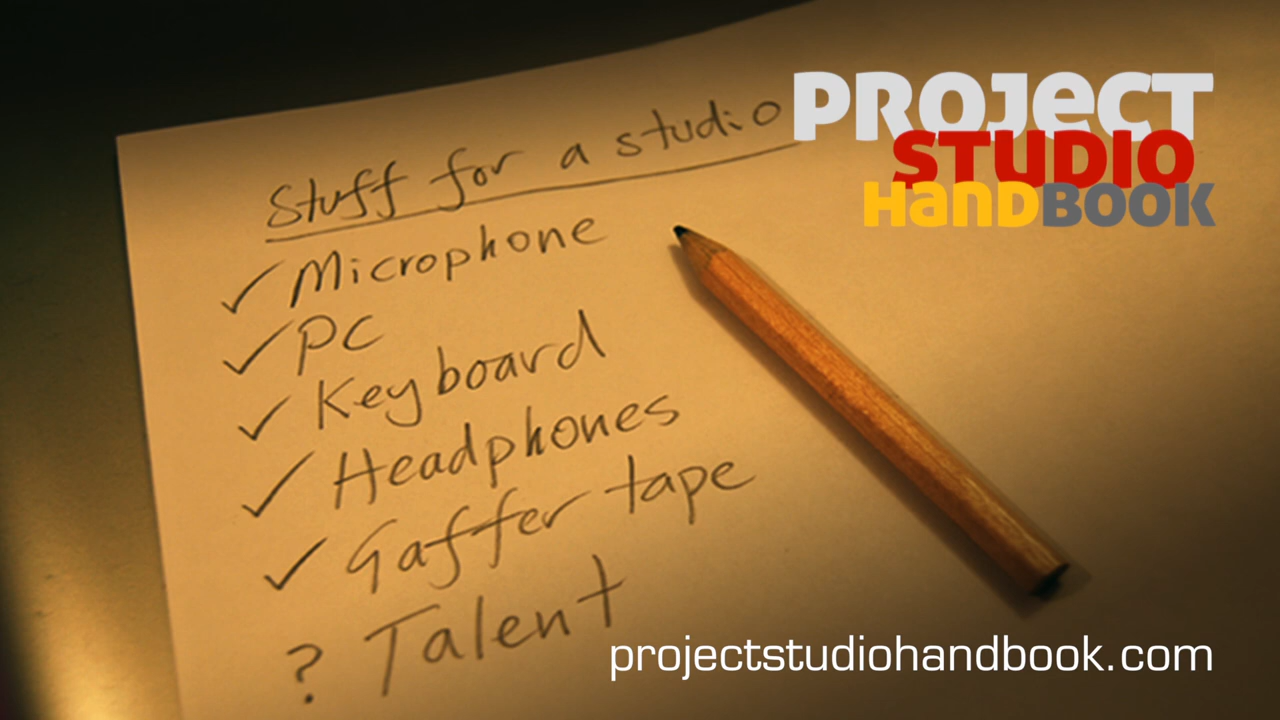 Stuff for a studio
✓ Microphone
✓ PC
✓ Keyboard
✓ Headphones
✓ Gaffer tape
? Talent
PROJECT
STUDIO
HANDBOOK
projectstudiohandbook.com